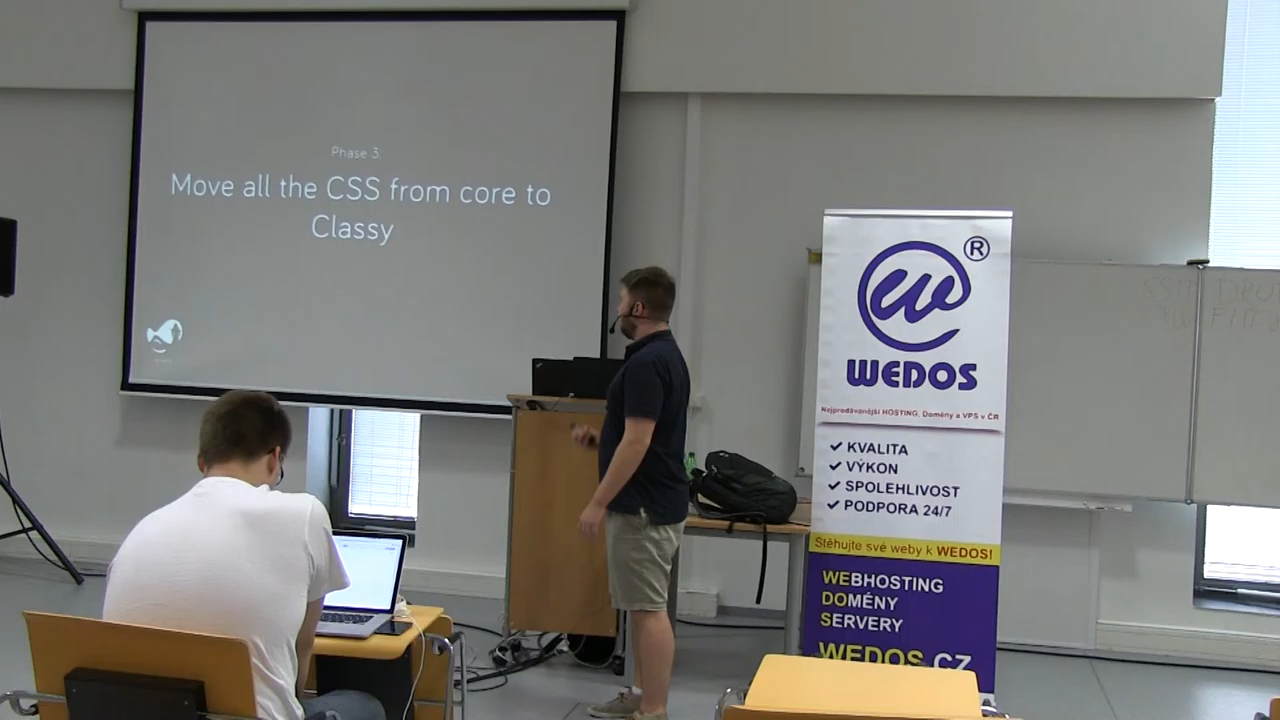 Phase 3:
Move all the CSS from core to
Classy
®
WEDOS
Nejprodávanější HOSTING, Domény a VPS v ČR
KVALITA
VÝKON
SPOLEHLIVOST
PODPORA 24/7
Stěhujte své weby k WEDOS!
WEBHOSTING
DOMÉNY
SERVERY
WEDOS.CZ